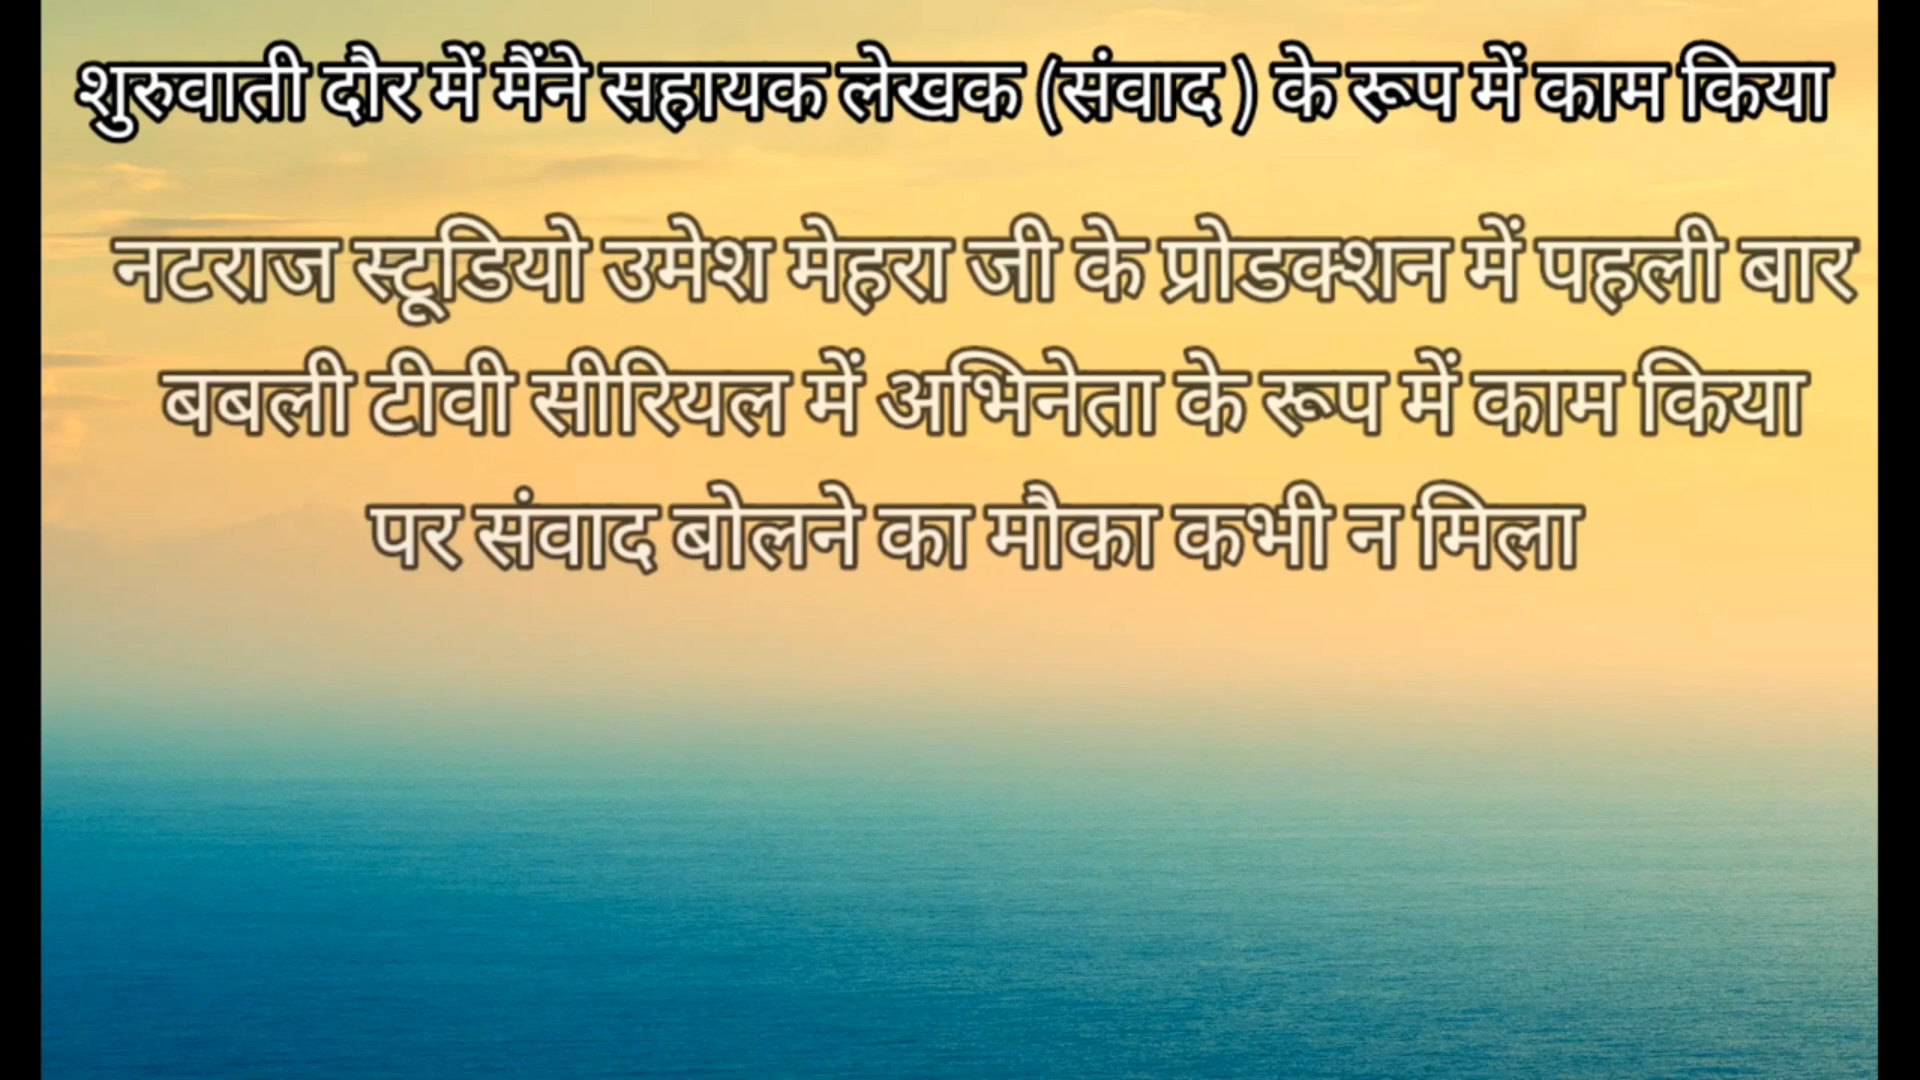 शुरुवाती दौर में मैंने सहायक लेखक (संवाद ) के रूप में काम किया
नटराज स्टूडियो उमेश मेहरा जी के प्रोडक्शन में पहली बार
बबली टीवी सीरियल में अभिनेता के रूप में काम किया
पर संवाद बोलने का मौका कभी न मिला